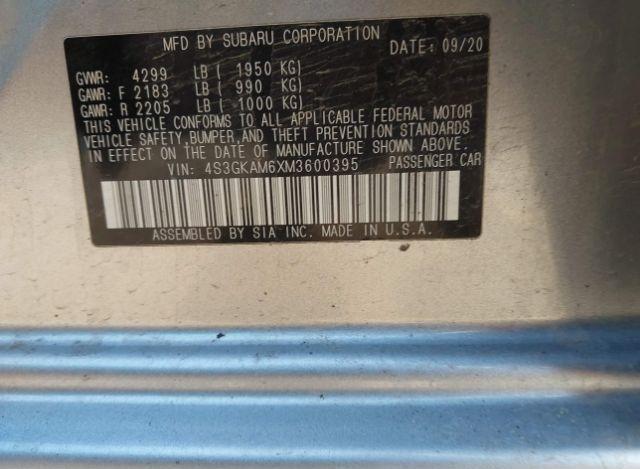 MFD BY SUBARU CORPORATION DATE: 09/20
GVWR: 4299 LB ( 1950 KG)
GAWR: F 2183 LB ( 990 KG)
GAWR: R 2205 LB ( 1000 KG)
THIS VEHICLE CONFORMS TO ALL APPLICABLE FEDERAL MOTOR
VEHICLE SAFETY,BUMPER,AND THEFT PREVENTION STANDARDS
IN EFFECT ON THE DATE OF MANUFACTURE SHOWN ABOVE.
VIN: 4S3GKAM6XM3600395 PASSENGER CAR
ASSEMBLED BY SIA INC. MADE IN U.S.A.